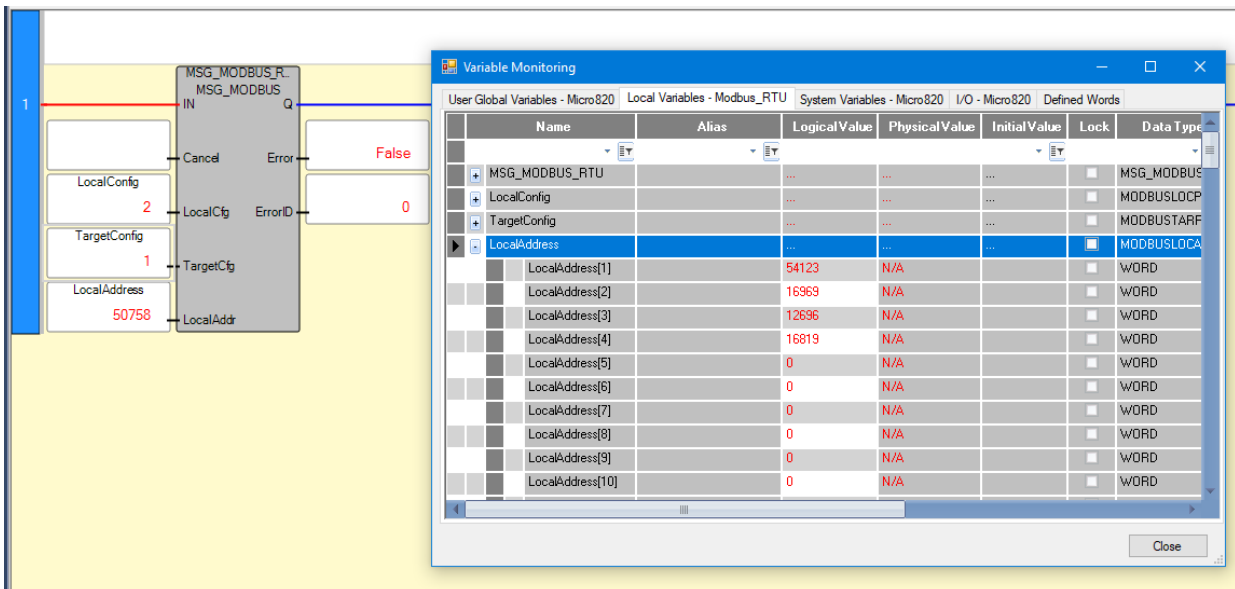 1
MSG_MODBUS_R..
MSG_MODBUS
IN Q
Cancel Error False
LocalConfig
2 LocalCfg ErrorID 0
TargetConfig
1 TargetCfg
LocalAddress
50758 LocalAddr
Variable Monitoring
User Global Variables - Micro820 Local Variables - Modbus_RTU System Variables - Micro820 I/O - Micro820 Defined Words
Name Alias Logical Value Physical Value Initial Value Lock Data Type
+ MSG_MODBUS_RTU ... ... ... MSG_MODBUS
+ LocalConfig ... ... ... MODBUSLOCP
+ TargetConfig ... ... ... MODBUSTARP
- LocalAddress ... ... ... MODBUSLOCA
LocalAddress[1] 54123 N/A WORD
LocalAddress[2] 16969 N/A WORD
LocalAddress[3] 12696 N/A WORD
LocalAddress[4] 16819 N/A WORD
LocalAddress[5] 0 N/A WORD
LocalAddress[6] 0 N/A WORD
LocalAddress[7] 0 N/A WORD
LocalAddress[8] 0 N/A WORD
LocalAddress[9] 0 N/A WORD
LocalAddress[10] 0 N/A WORD
Close